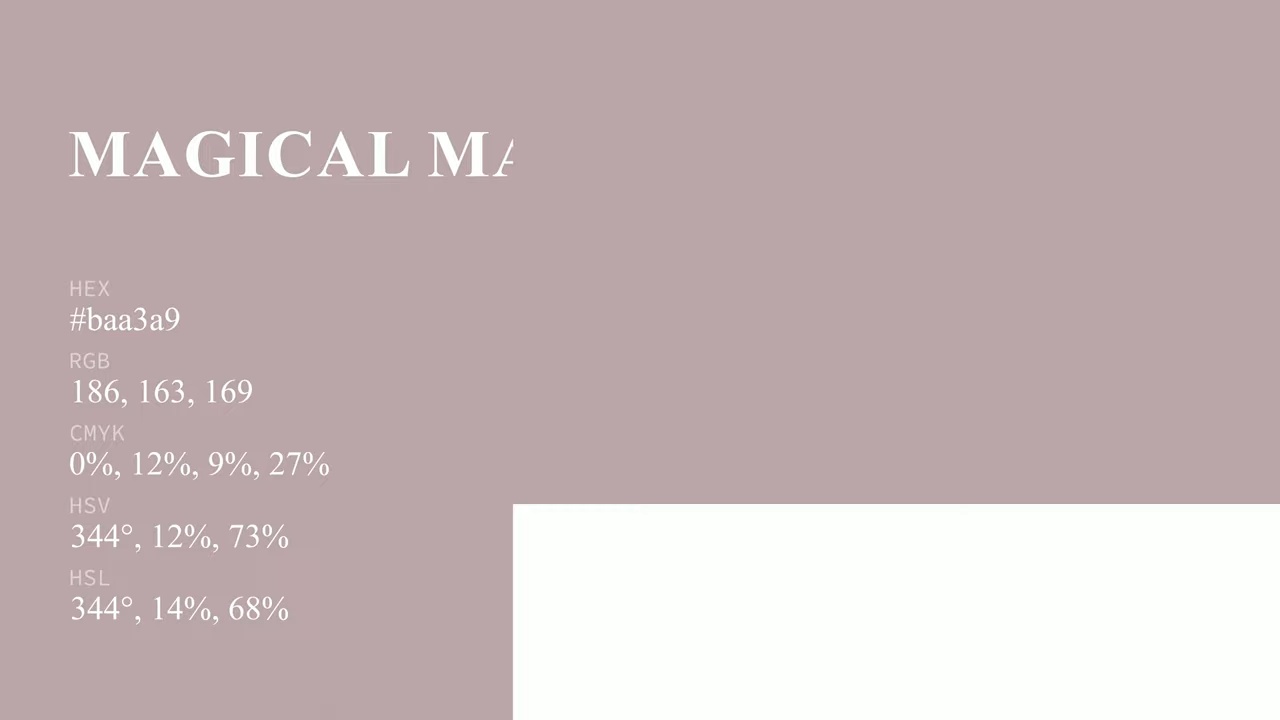 MAGICAL MA
HEX
#baa3a9
RGB
186, 163, 169
CMYK
0%, 12%, 9%, 27%
HSV
344°, 12%, 73%
HSL
344°, 14%, 68%